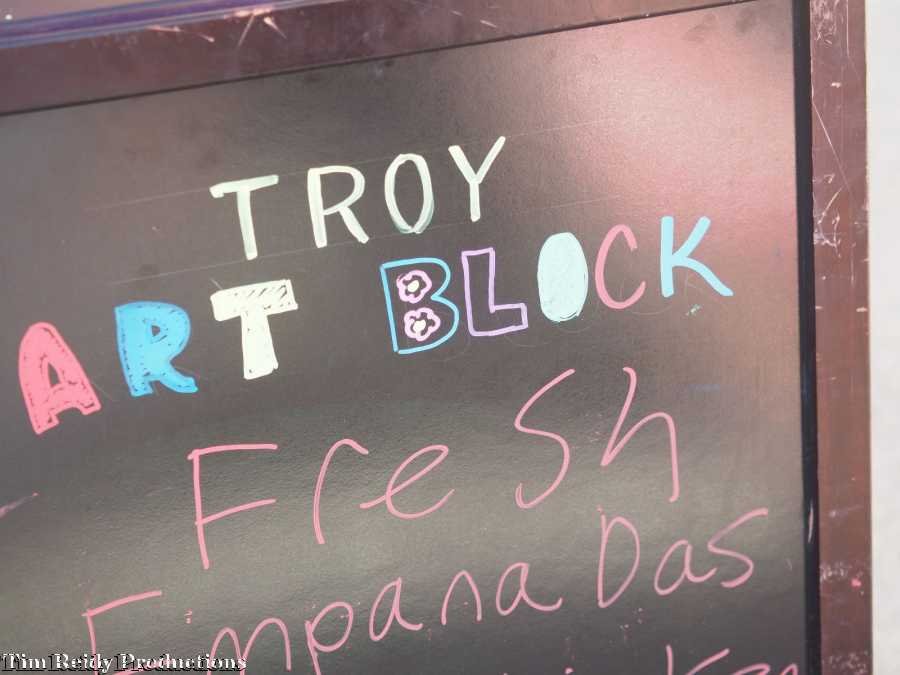 TROY
ART BLOCK
Fresh
EmpanaDas
Tim Reidy Productions